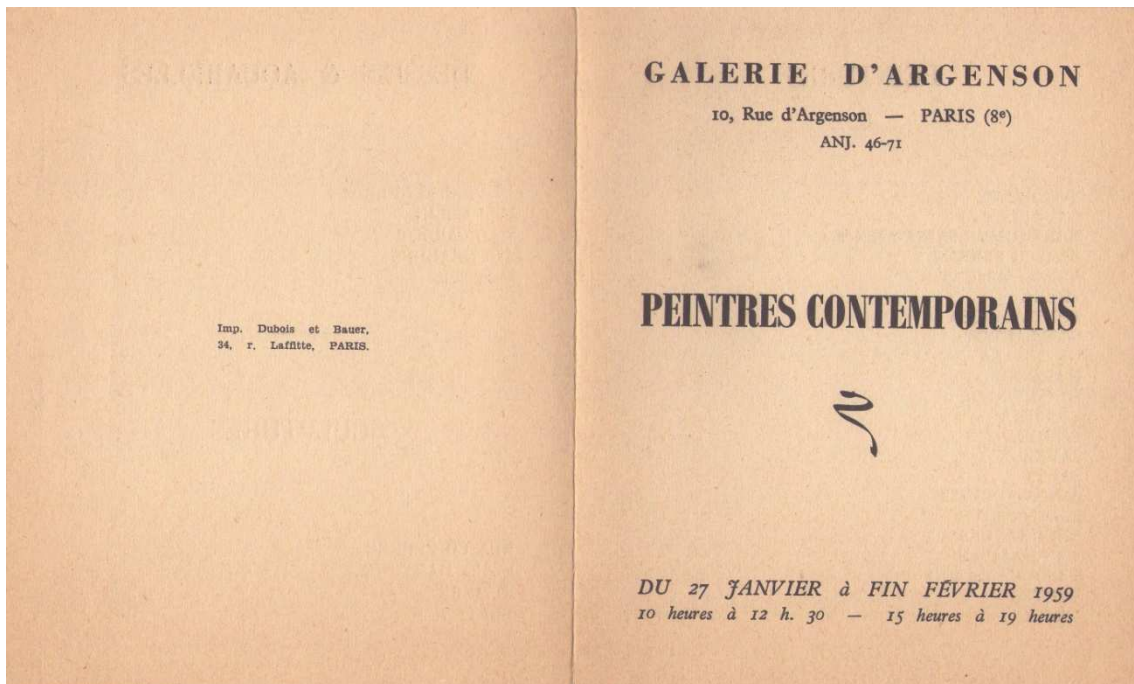 Imp. Dubois et Bauer,
34, r. Laffitte, PARIS.
GALERIE D'ARGENSON
10, Rue d'Argenson — PARIS (8e)
ANJ. 46-71
PEINTRES CONTEMPORAINS
DU 27 JANVIER à FIN FÉVRIER 1959
10 heures à 12 h. 30 — 15 heures à 19 heures